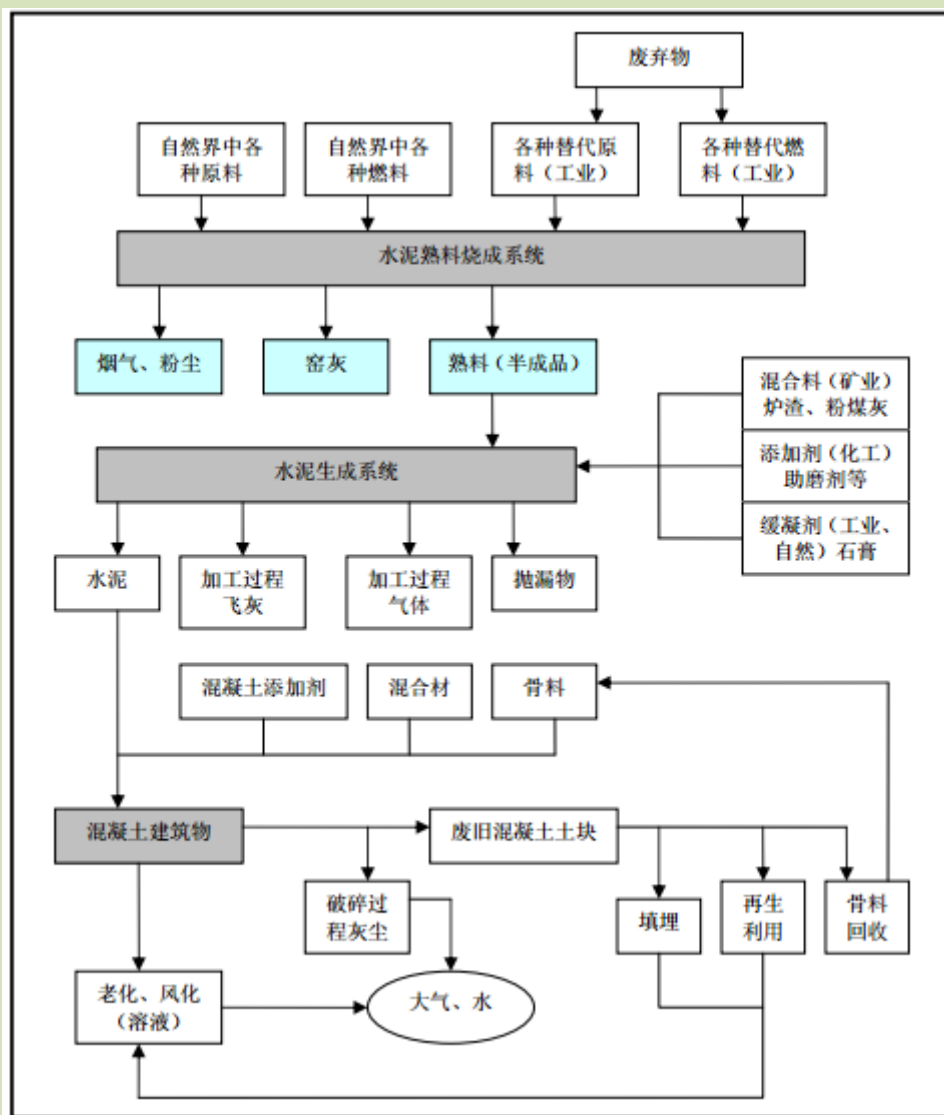 废弃物
自然界中各
种原料
自然界中各
种燃料
各种替代原
料（工业）
各种替代燃
料（工业）
水泥熟料烧成系统
烟气、粉尘
窑灰
熟料（半成品）
混合料（矿业）
炉渣、粉煤灰
添加剂（化工）
助磨剂等
缓凝剂（工业、
自然）石膏
水泥生成系统
水泥
加工过程
飞灰
加工过程
气体
抛漏物
混凝土添加剂
混合材
骨料
混凝土建筑物
废旧混凝土土块
破碎过
程灰尘
填埋
再生
利用
骨料
回收
老化、风化
（溶液）
大气、水